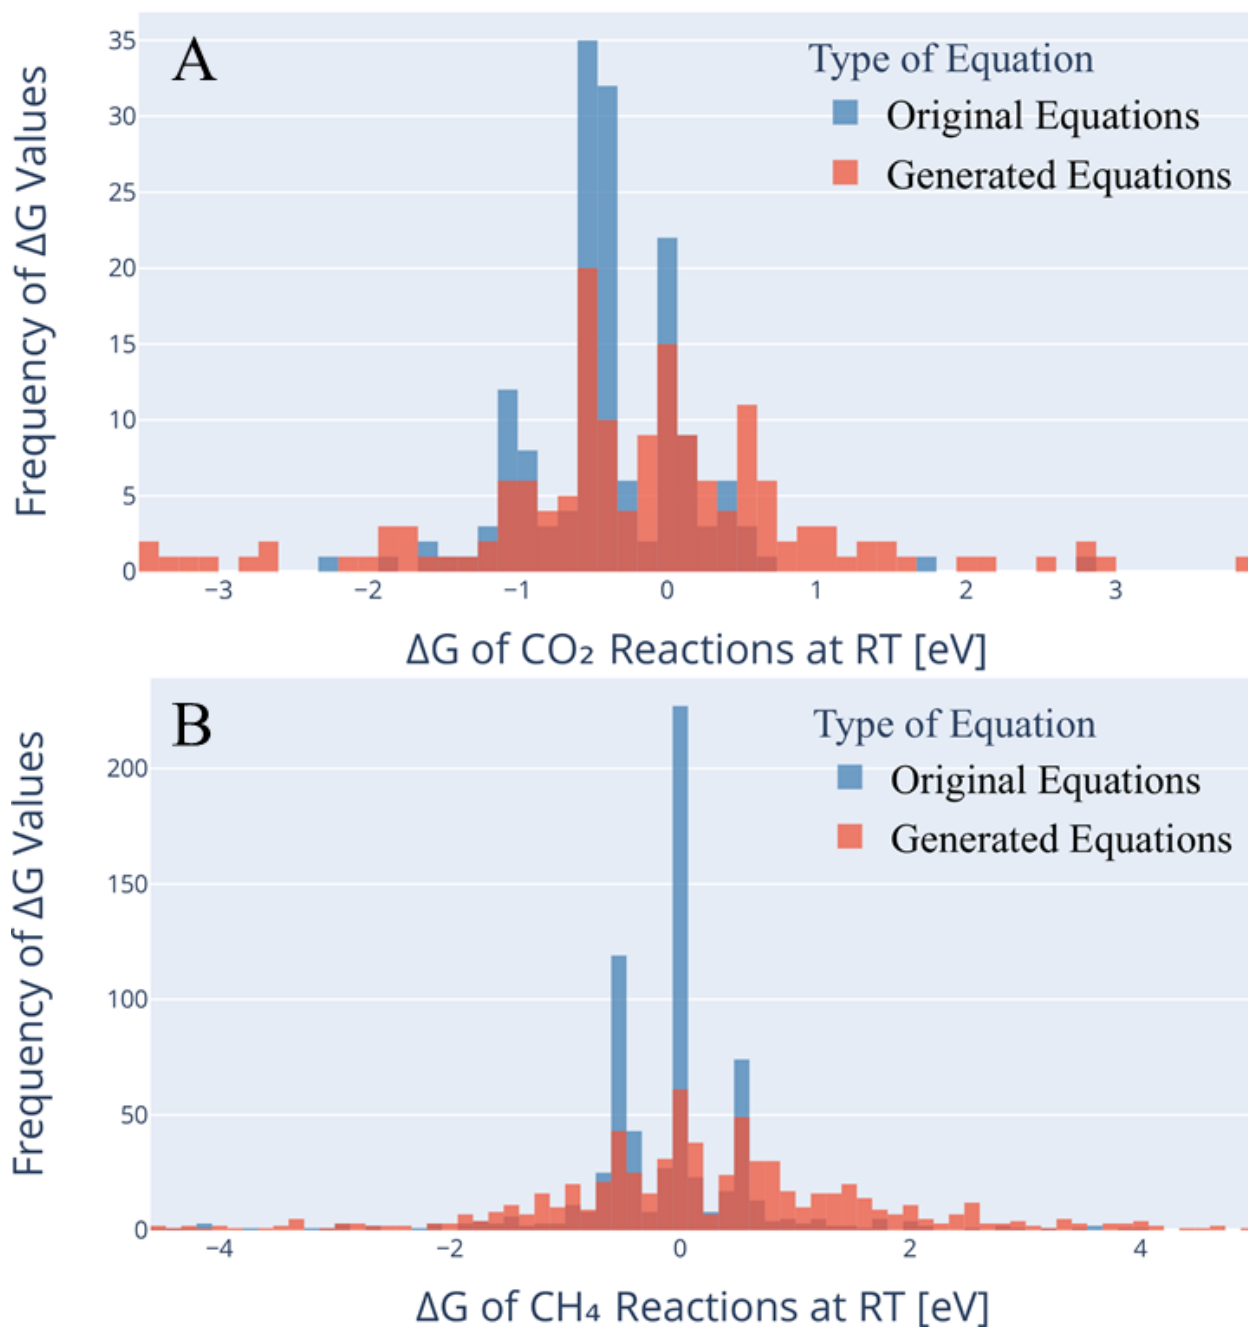 A
Type of Equation
Original Equations
Generated Equations
Frequency of ΔG Values
35
30
25
20
15
10
5
0
−3 −2 −1 0 1 2 3
ΔG of CO₂ Reactions at RT [eV]
B
Type of Equation
Original Equations
Generated Equations
Frequency of ΔG Values
200
150
100
50
0
−4 −2 0 2 4
ΔG of CH₄ Reactions at RT [eV]